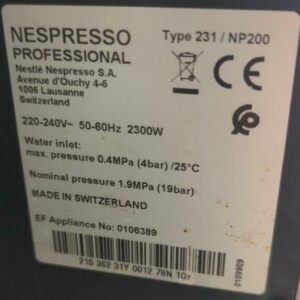 NESPRESSO
PROFESSIONAL
Type 231 / NP200
Nestlé Nespresso S.A.
Avenue d'Ouchy 4-6
1006 Lausanne
Switzerland
220-240V~ 50-60Hz 2300W
Water inlet:
max. pressure 0.4MPa (4bar) /25°C
Nominal pressure 1.9MPa (19bar)
MADE IN SWITZERLAND
EF Appliance No: 0106389
210 362 31Y 0012 78N 1Gr
0109909